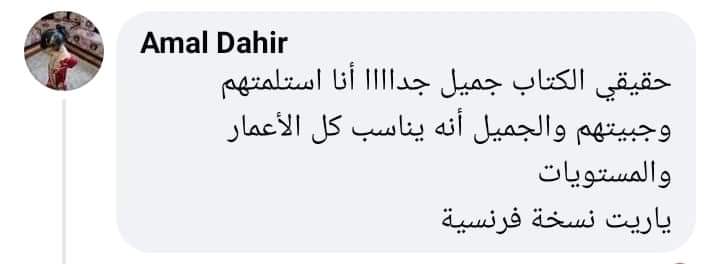 Amal Dahir
حقيقي الكتاب جميل جداااا أنا استلمتهم
وجبيتهم والجميل أنه يناسب كل الأعمار
والمستويات
ياريت نسخة فرنسية